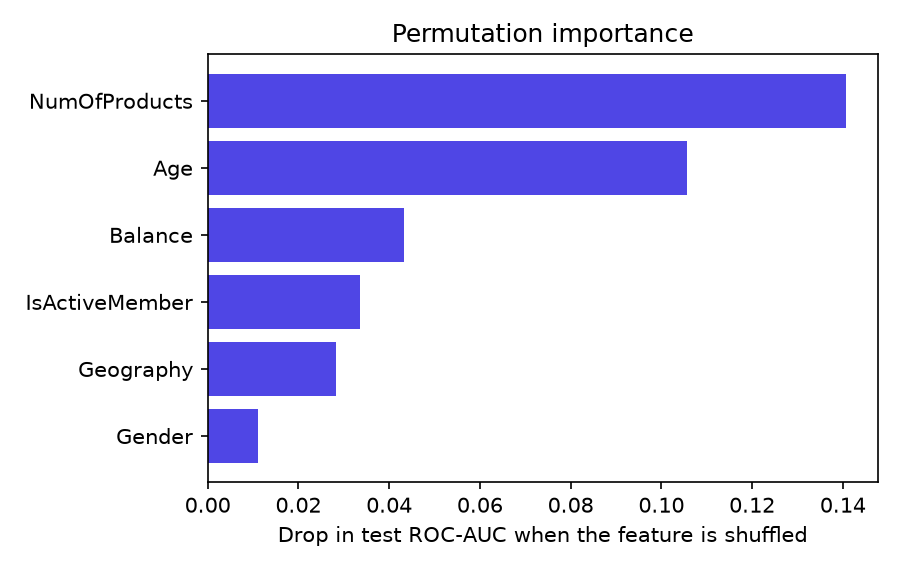 Permutation importance
NumOfProducts
Age
Balance
IsActiveMember
Geography
Gender
0.00 0.02 0.04 0.06 0.08 0.10 0.12 0.14
Drop in test ROC-AUC when the feature is shuffled